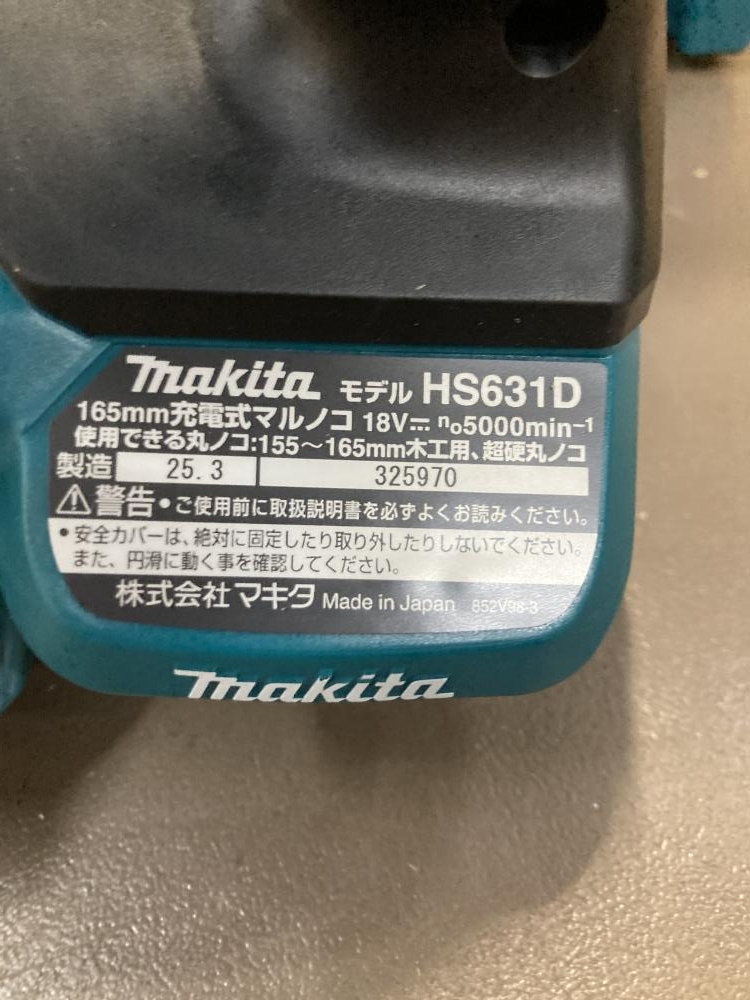 makita モデル HS631D
165mm充電式マルノコ 18V⎓ n₀5000min⁻¹
使用できる丸ノコ:155〜165mm木工用、超硬丸ノコ
製造 25.3 325970
⚠警告 •ご使用前に取扱説明書を必ずよくお読みください。
•安全カバーは、絶対に固定したり取り外したりしないでください。
また、円滑に動く事を確認してください。
株式会社マキタ Made in Japan 852V98-3
makita